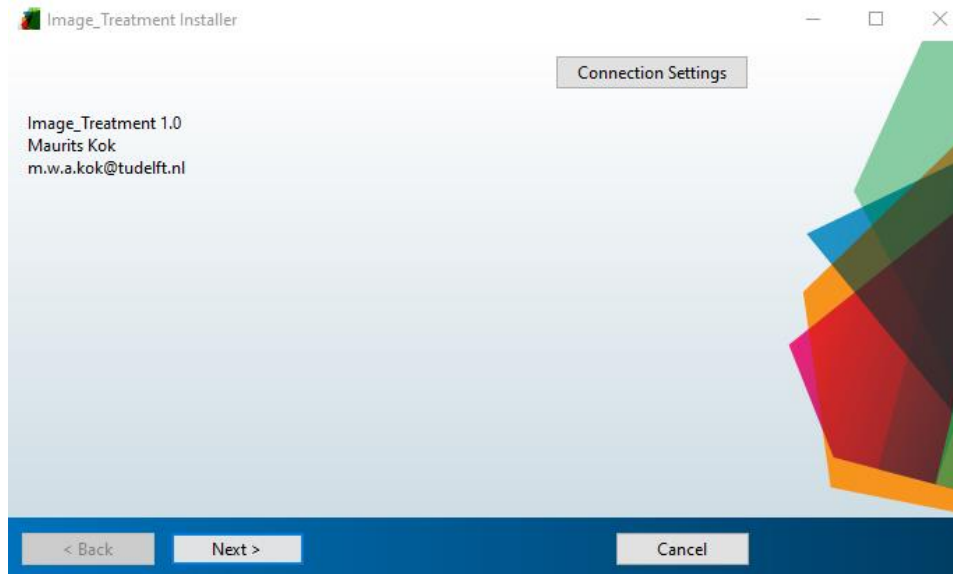 Image_Treatment Installer
Connection Settings
Image_Treatment 1.0
Maurits Kok
m.w.a.kok@tudelft.nl
< Back
Next >
Cancel